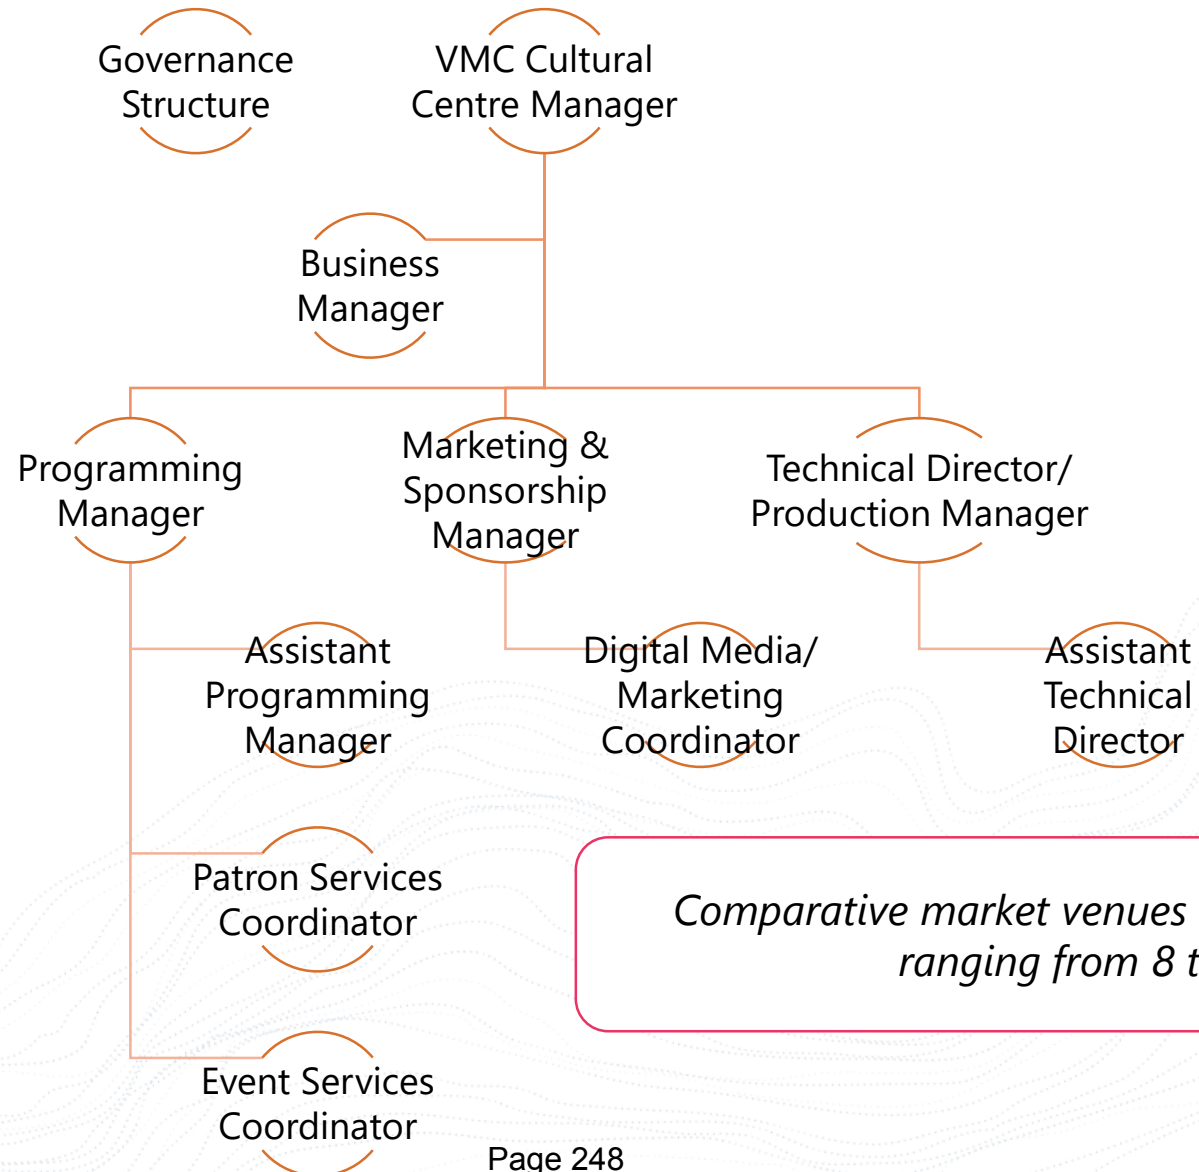 Governance
Structure
VMC Cultural
Centre Manager
Business
Manager
Programming
Manager
Marketing &
Sponsorship
Manager
Technical Director/
Production Manager
Assistant
Programming
Manager
Digital Media/
Marketing
Coordinator
Assistant
Technical
Director
Patron Services
Coordinator
Comparative market venues
ranging from 8 t
Event Services
Coordinator
Page 248